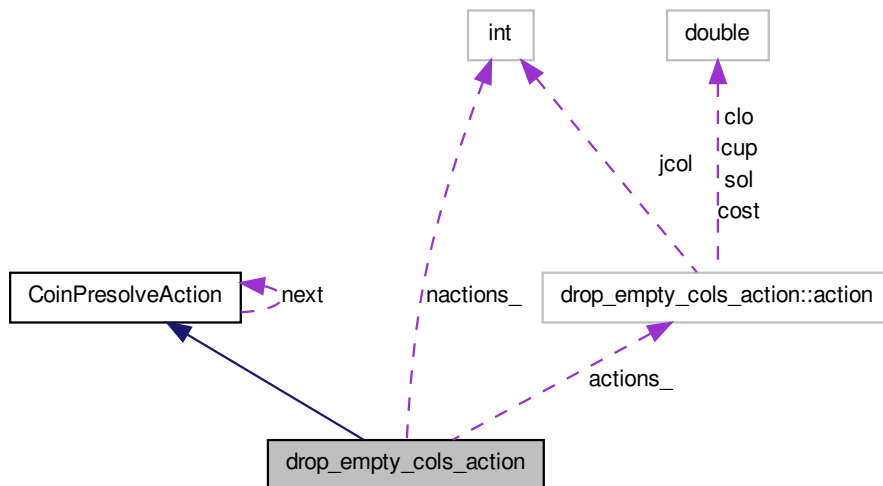 int
double
clo
cup
sol
cost
jcol
CoinPresolveAction
next
nactions_
drop_empty_cols_action::action
actions_
drop_empty_cols_action